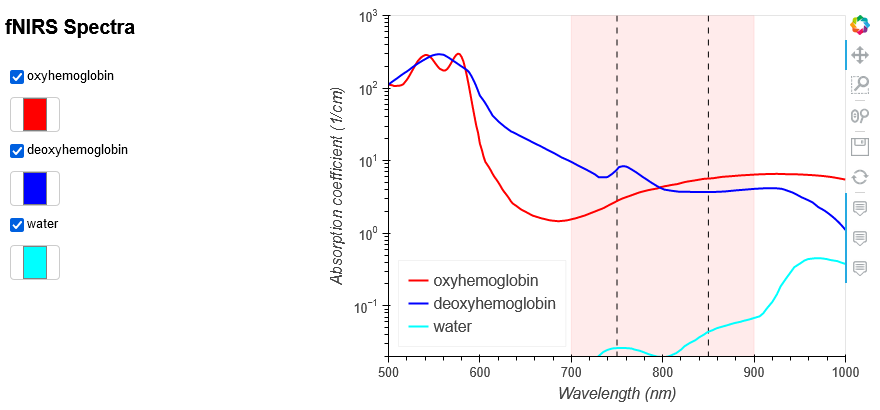 fNIRS Spectra
oxyhemoglobin
deoxyhemoglobin
water
Absorption coefficient (1/cm)
10³
10²
10¹
10⁰
10⁻¹
oxyhemoglobin
deoxyhemoglobin
water
500 600 700 800 900 1000
Wavelength (nm)